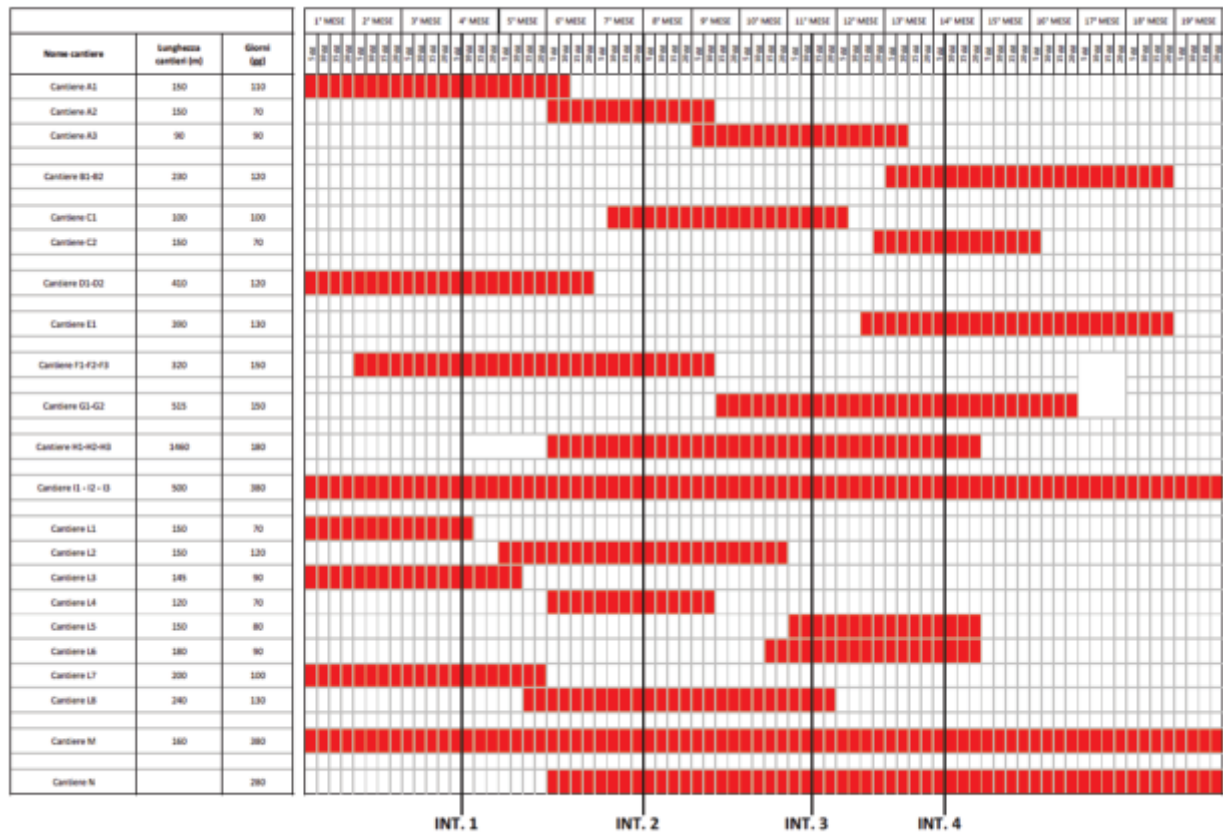 1° MESE 2° MESE 3° MESE 4° MESE 5° MESE 6° MESE 7° MESE 8° MESE 9° MESE 10° MESE 11° MESE 12° MESE 13° MESE 14° MESE 15° MESE 16° MESE 17° MESE 18° MESE 19° MESE
Nome cantiere Lunghezza cantieri (m) Giorni (gg)
Cantiere A1 150 110
Cantiere A2 150 70
Cantiere A3 90 90
Cantiere B1-B2 230 120
Cantiere C1 100 100
Cantiere C2 150 70
Cantiere D1-D2 410 120
Cantiere E1 130
Cantiere F1-F2-F3 320 150
Cantiere G1-G2 515 150
Cantiere H1-H2-H3 1460 180
Cantiere I1 - I2 - I3 500 380
Cantiere L1 150 70
Cantiere L2 150 120
Cantiere L3 145 90
Cantiere L4 120 70
Cantiere L5 150 80
Cantiere L6 180 90
Cantiere L7 200 100
Cantiere L8 240 130
Cantiere M 160 380
Cantiere N 280
INT. 1 INT. 2 INT. 3 INT. 4